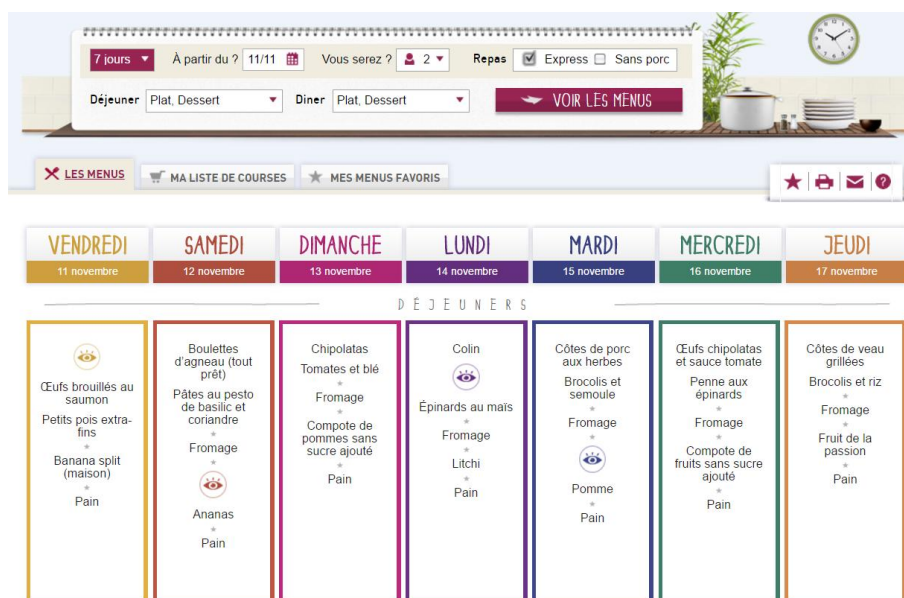 7 jours À partir du ? 11/11 Vous serez ? 2 Repas Express Sans porc
Déjeuner Plat, Dessert Diner Plat, Dessert VOIR LES MENUS
LES MENUS MA LISTE DE COURSES MES MENUS FAVORIS ?
VENDREDI
11 novembre
SAMEDI
12 novembre
DIMANCHE
13 novembre
LUNDI
14 novembre
MARDI
15 novembre
MERCREDI
16 novembre
JEUDI
17 novembre
DÉJEUNERS
Œufs brouillés au
saumon
Petits pois extra-
fins
Banana split
(maison)
Pain
Boulettes
d'agneau (tout
prêt)
Pâtes au pesto
de basilic et
coriandre
Fromage
Ananas
Pain
Chipolatas
Tomates et blé
Fromage
Compote de
pommes sans
sucre ajouté
Pain
Colin
Épinards au maïs
Fromage
Litchi
Pain
Côtes de porc
aux herbes
Brocolis et
semoule
Fromage
Pomme
Pain
Œufs chipolatas
et sauce tomate
Penne aux
épinards
Fromage
Compote de
fruits sans sucre
ajouté
Pain
Côtes de veau
grillées
Brocolis et riz
Fromage
Fruit de la
passion
Pain